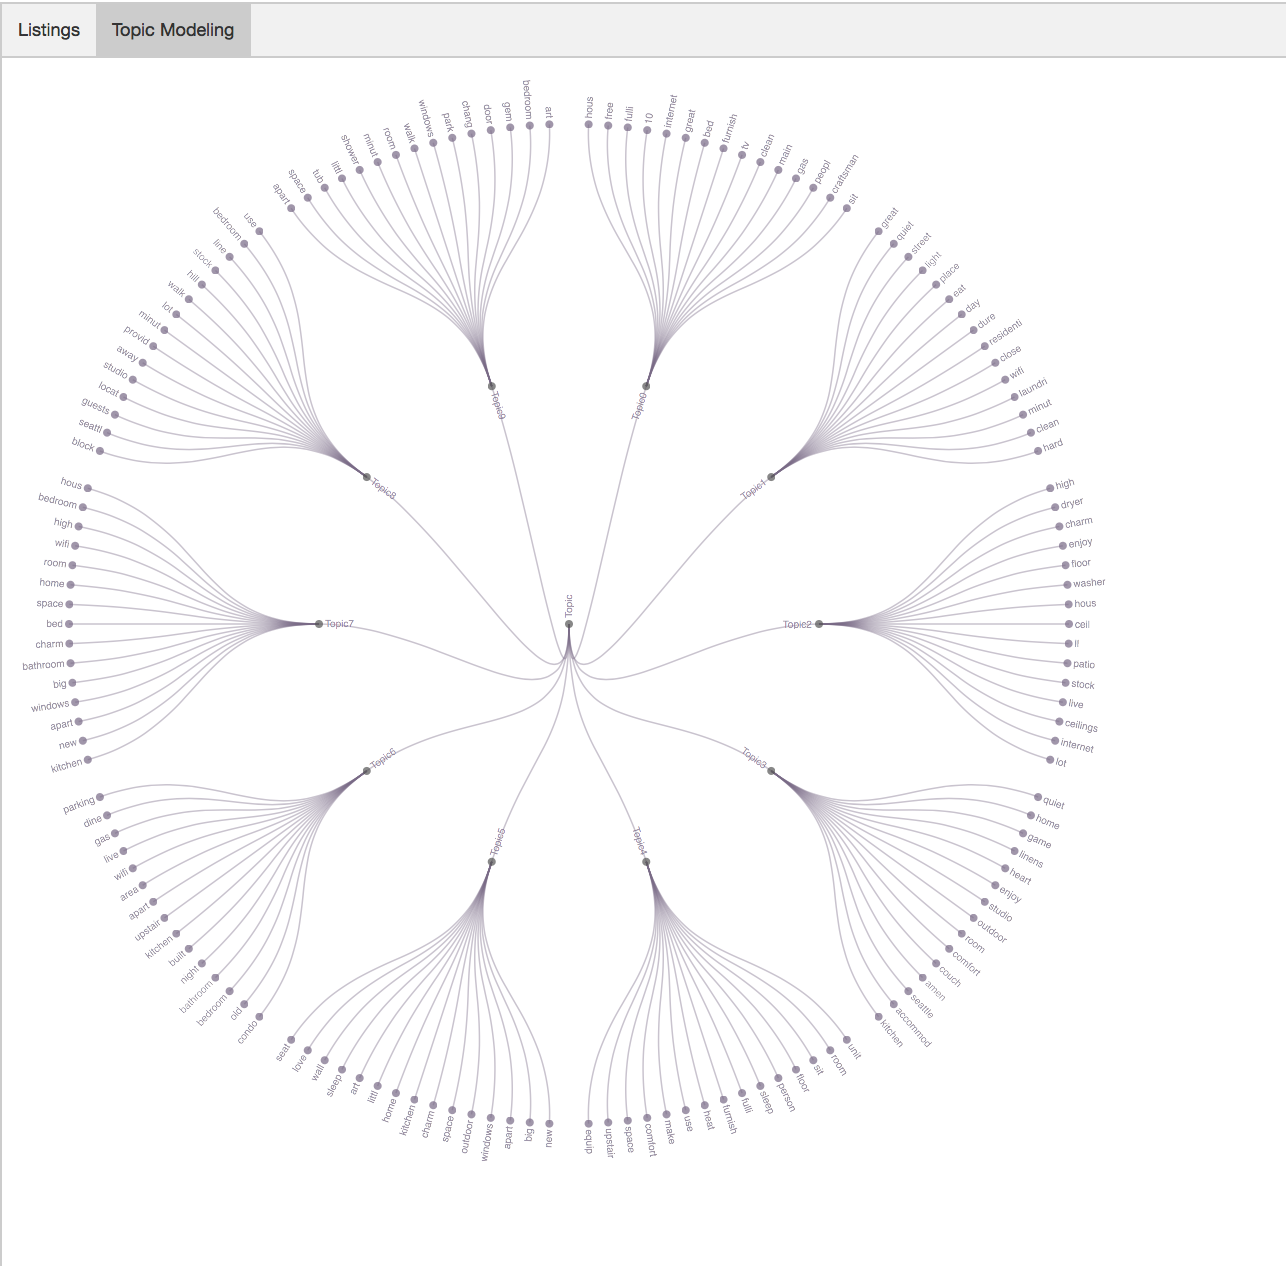 Listings
Topic Modeling
Topic
Topic0
hous
free
fulli
10
internet
great
bed
furnish
tv
clean
main
gas
peopl
craftsman
sit
Topic1
great
quiet
street
light
place
eat
day
dure
residenti
close
wifi
laundri
minut
clean
hard
Topic2
high
dryer
charm
enjoy
floor
washer
hous
ceil
ll
patio
stock
live
ceilings
internet
lot
Topic3
quiet
home
game
linens
heart
enjoy
studio
outdoor
room
comfort
couch
amen
seattle
accommod
kitchen
Topic4
unit
room
sit
floor
person
sleep
fulli
furnish
heat
use
make
comfort
space
upstair
equip
Topic5
new
big
apart
windows
outdoor
space
charm
kitchen
home
littl
art
sleep
wall
love
seat
Topic6
condo
old
bedroom
bathroom
night
built
kitchen
upstair
apart
area
wifi
live
gas
dine
parking
Topic7
kitchen
new
apart
windows
big
bathroom
charm
bed
space
home
room
wifi
high
bedroom
hous
Topic8
block
seattl
guests
locat
studio
away
provid
minut
lot
walk
hill
stock
line
bedroom
use
Topic9
apart
space
tub
littl
shower
minut
room
walk
windows
park
chang
door
gem
bedroom
art